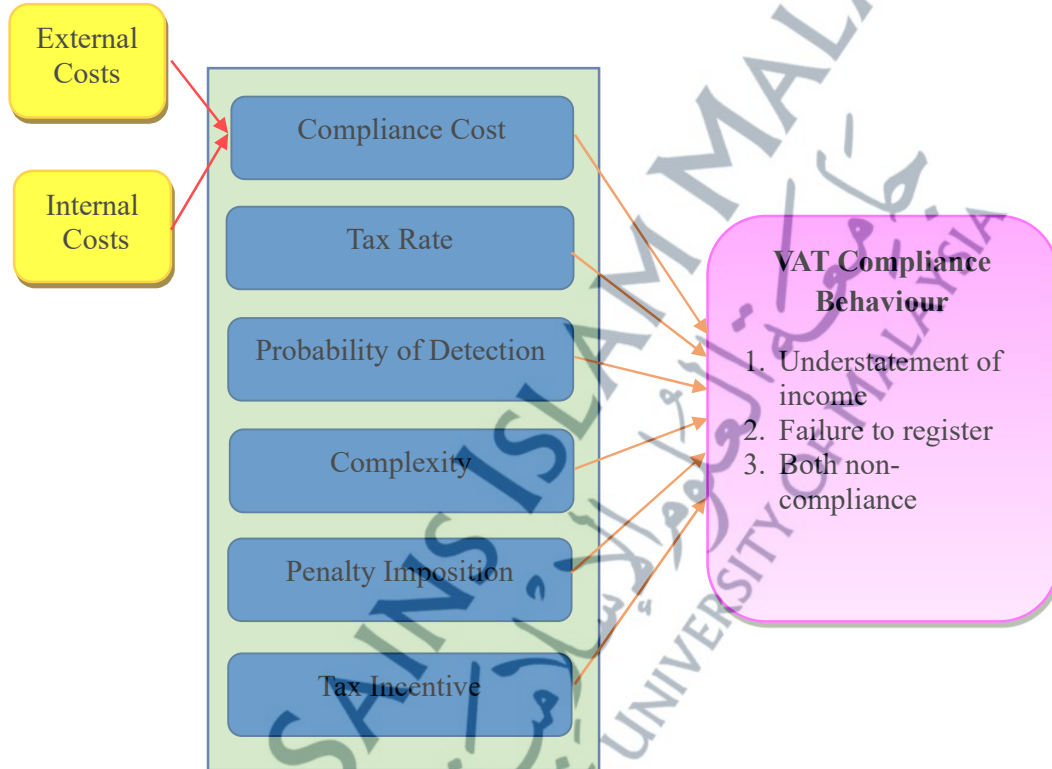 External
Costs
Internal
Costs
Compliance Cost
Tax Rate
Probability of Detection
Complexity
Penalty Imposition
Tax Incentive
VAT Compliance
Behaviour
1. Understatement of
income
2. Failure to register
3. Both non-
compliance
SAINS ISLAM MALA
UNIVERSITY OF MALAYSIA